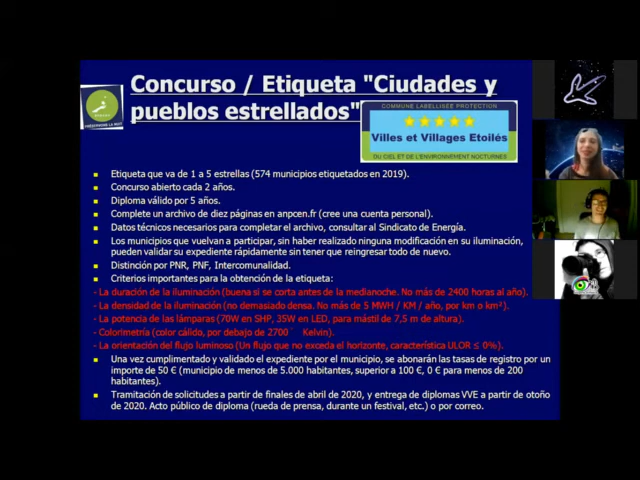 Concurso / Etiqueta "Ciudades y
pueblos estrellados"
COMMUNE LABELLISÉE PROTECTION
Villes et Villages Etoilés
DU CIEL ET DE L'ENVIRONNEMENT NOCTURNES
Etiqueta que va de 1 a 5 estrellas (574 municipios etiquetados en 2019).
Concurso abierto cada 2 años.
Diploma válido por 5 años.
Complete un archivo de diez páginas en anpcen.fr (cree una cuenta personal).
Datos técnicos necesarios para completar el archivo, consultar al Sindicato de Energía.
Los municipios que vuelvan a participar, sin haber realizado ninguna modificación en su iluminación,
pueden validar su expediente rápidamente sin tener que reingresar todo de nuevo.
Distinción por PNR, PNF, Intercomunalidad.
Criterios importantes para la obtención de la etiqueta:
- La duración de la iluminación (buena si se corta antes de la medianoche. No más de 2400 horas al año).
- La densidad de la iluminación (no demasiado densa. No más de 5 MWH / KM / año, por km o km²).
- La potencia de las lámparas (70W en SHP, 35W en LED, para mástil de 7,5 m de altura).
- Colorimetría (color cálido, por debajo de 2700¨ Kelvin).
- La orientación del flujo luminoso (Un flujo que no exceda el horizonte, característica ULOR ≤ 0%).
Una vez cumplimentado y validado el expediente por el municipio, se abonarán las tasas de registro por un
importe de 50 € (municipio de menos de 5.000 habitantes, superior a 100 €, 0 € para menos de 200
habitantes).
Tramitación de solicitudes a partir de finales de abril de 2020, y entrega de diplomas VVE a partir de otoño
de 2020. Acto público de diploma (rueda de prensa, durante un festival, etc.) o por correo.